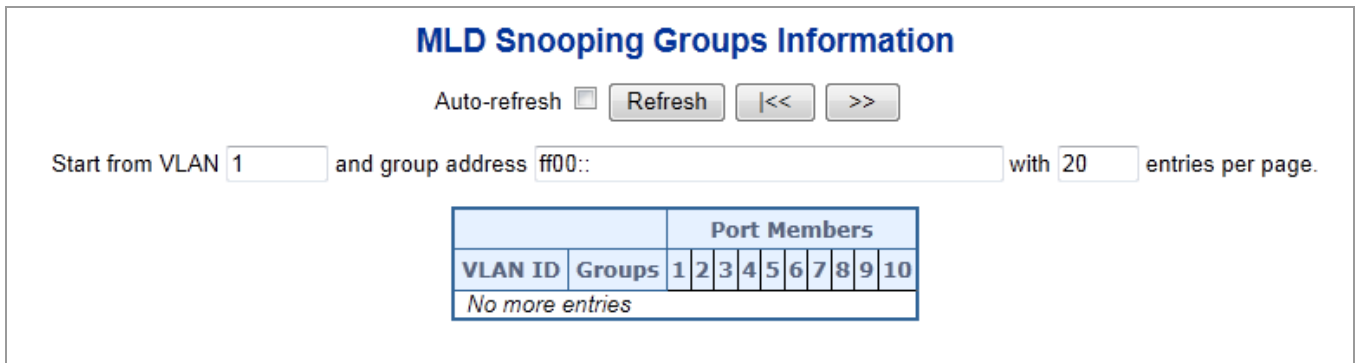 MLD Snooping Groups Information
Auto-refresh Refresh |<< >>
Start from VLAN 1 and group address ff00:: with 20 entries per page.
Port Members
VLAN ID Groups 1 2 3 4 5 6 7 8 9 10
No more entries